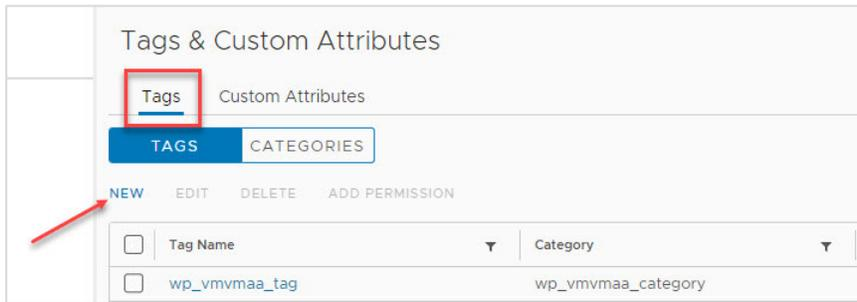 Tags & Custom Attributes
Tags Custom Attributes
TAGS CATEGORIES
NEW EDIT DELETE ADD PERMISSION
Tag Name Category
wp_vmvmaa_tag wp_vmvmaa_category